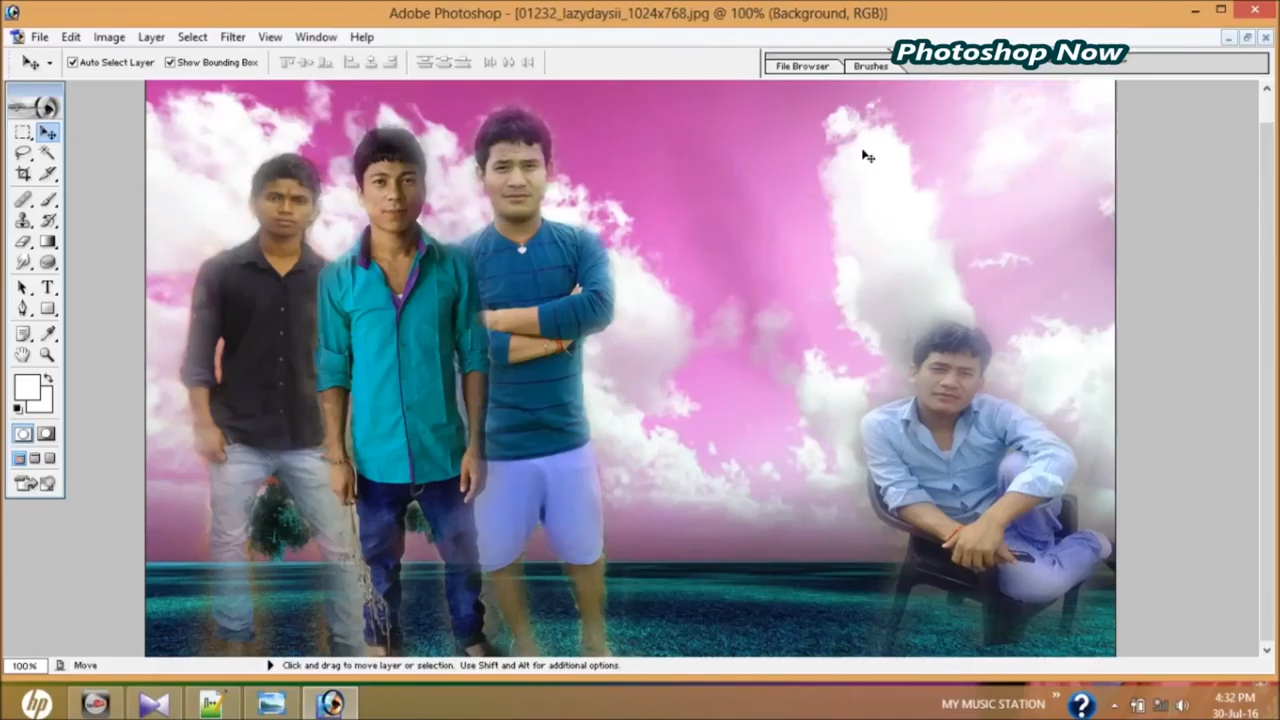 Adobe Photoshop - [01232_lazydaysii_1024x768.jpg @ 100% (Background, RGB)]
File Edit Image Layer Select Filter View Window Help
Photoshop Now
Auto Select Layer Show Bounding Box File Browser Brushes
T
100% Move Click and drag to move layer or selection. Use Shift and Alt for additional options.
hp MY MUSIC STATION 4:32 PM
30-Jul-16